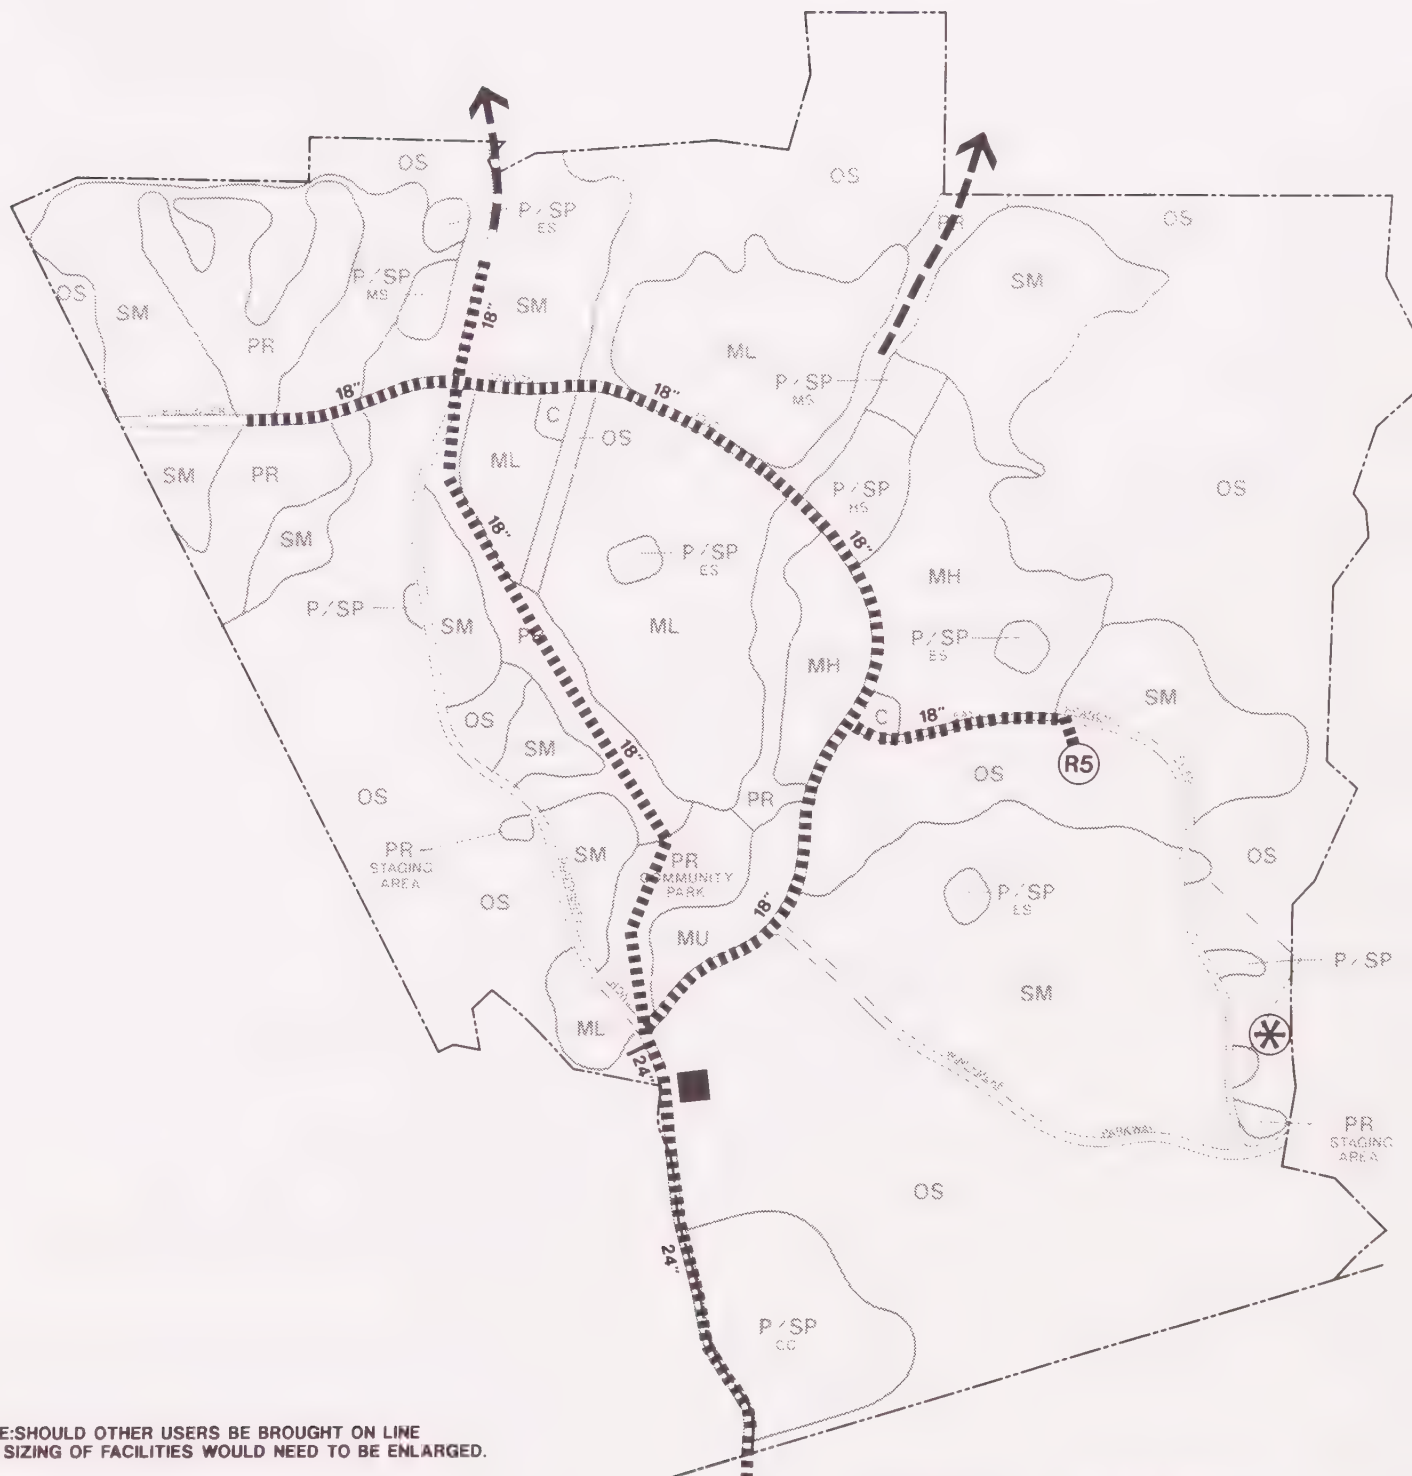 OS
OS
P/SP
ES
OS
PR
OS
P/SP
MS
SM
SM
OS
SM
18"
PR
ML
P/SP
MS
18"
18"
C
OS
SM
PR
ML
P/SP
HS
OS
18"
SM
18"
P/SP
ES
MH
P/SP
SM
ML
P/SP
ES
MH
SM
OS
C
18"
SM
18"
OS
R5
OS
PR
PR
STAGING
AREA
SM
PR
COMMUNITY
PARK
OS
P/SP
ES
OS
18"
MU
P/SP
SM
ML
24"
PARKWAY
PR
STAGING
AREA
OS
24"
P/SP
CC
E:SHOULD OTHER USERS BE BROUGHT ON LINE
SIZING OF FACILITIES WOULD NEED TO BE ENLARGED.